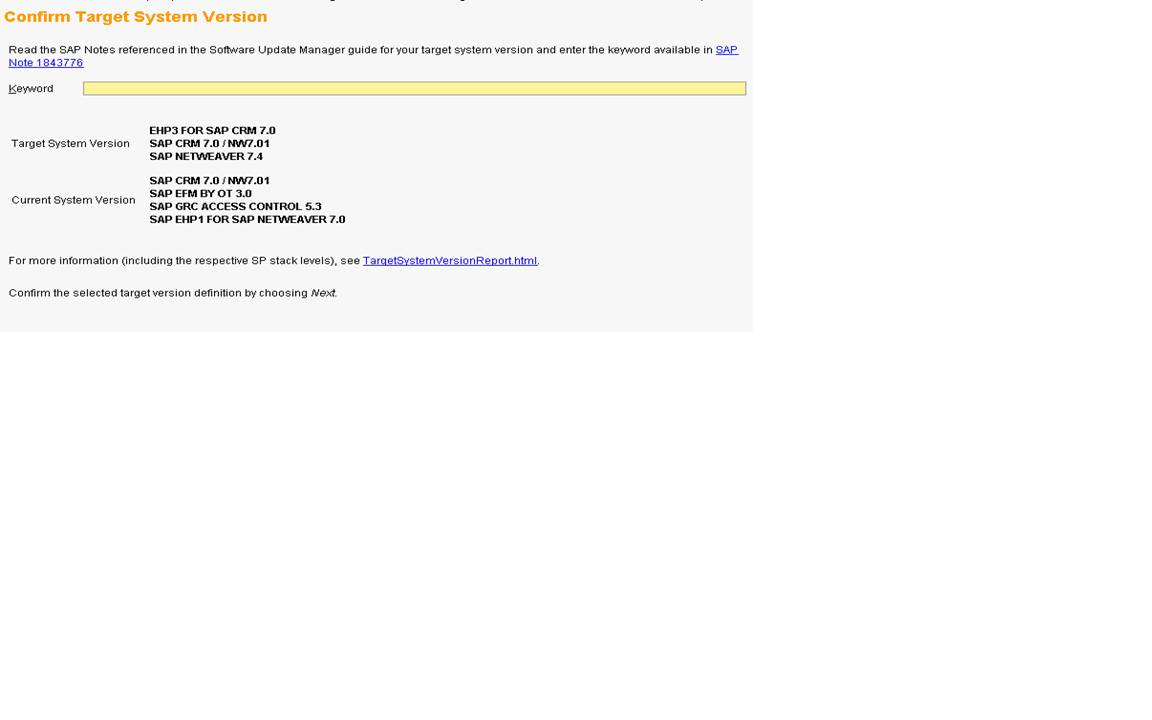 Confirm Target System Version
Read the SAP Notes referenced in the Software Update Manager guide for your target system version and enter the keyword available in SAP
Note 1843776
Keyword
Target System Version
EHP3 FOR SAP CRM 7.0
SAP CRM 7.0 / NW7.01
SAP NETWEAVER 7.4
Current System Version
SAP CRM 7.0 / NW7.01
SAP EFM BY OT 3.0
SAP GRC ACCESS CONTROL 5.3
SAP EHP1 FOR SAP NETWEAVER 7.0
For more information (including the respective SP stack levels), see TargetSystemVersionReport.html.
Confirm the selected target version definition by choosing Next.